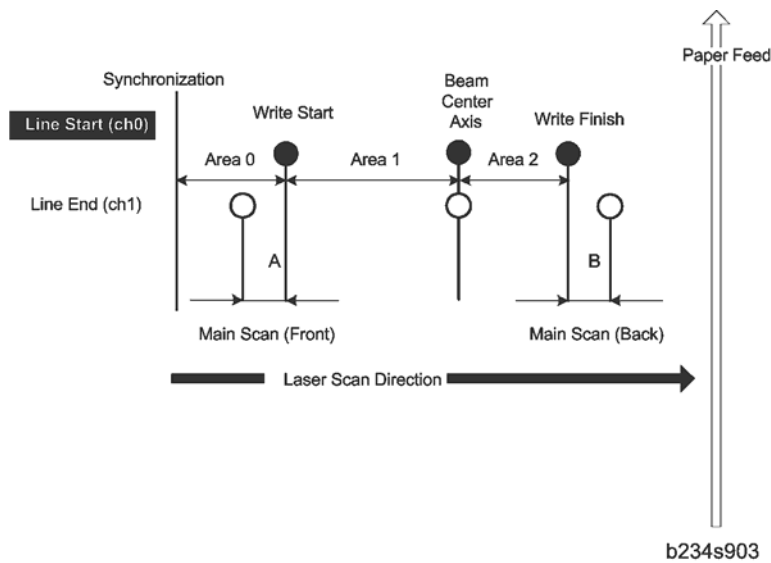 Paper Feed
Synchronization
Beam
Center
Axis
Line Start (ch0)
Write Start
Write Finish
Area 0
Area 1
Area 2
Line End (ch1)
A
B
Main Scan (Front)
Main Scan (Back)
Laser Scan Direction
b234s903